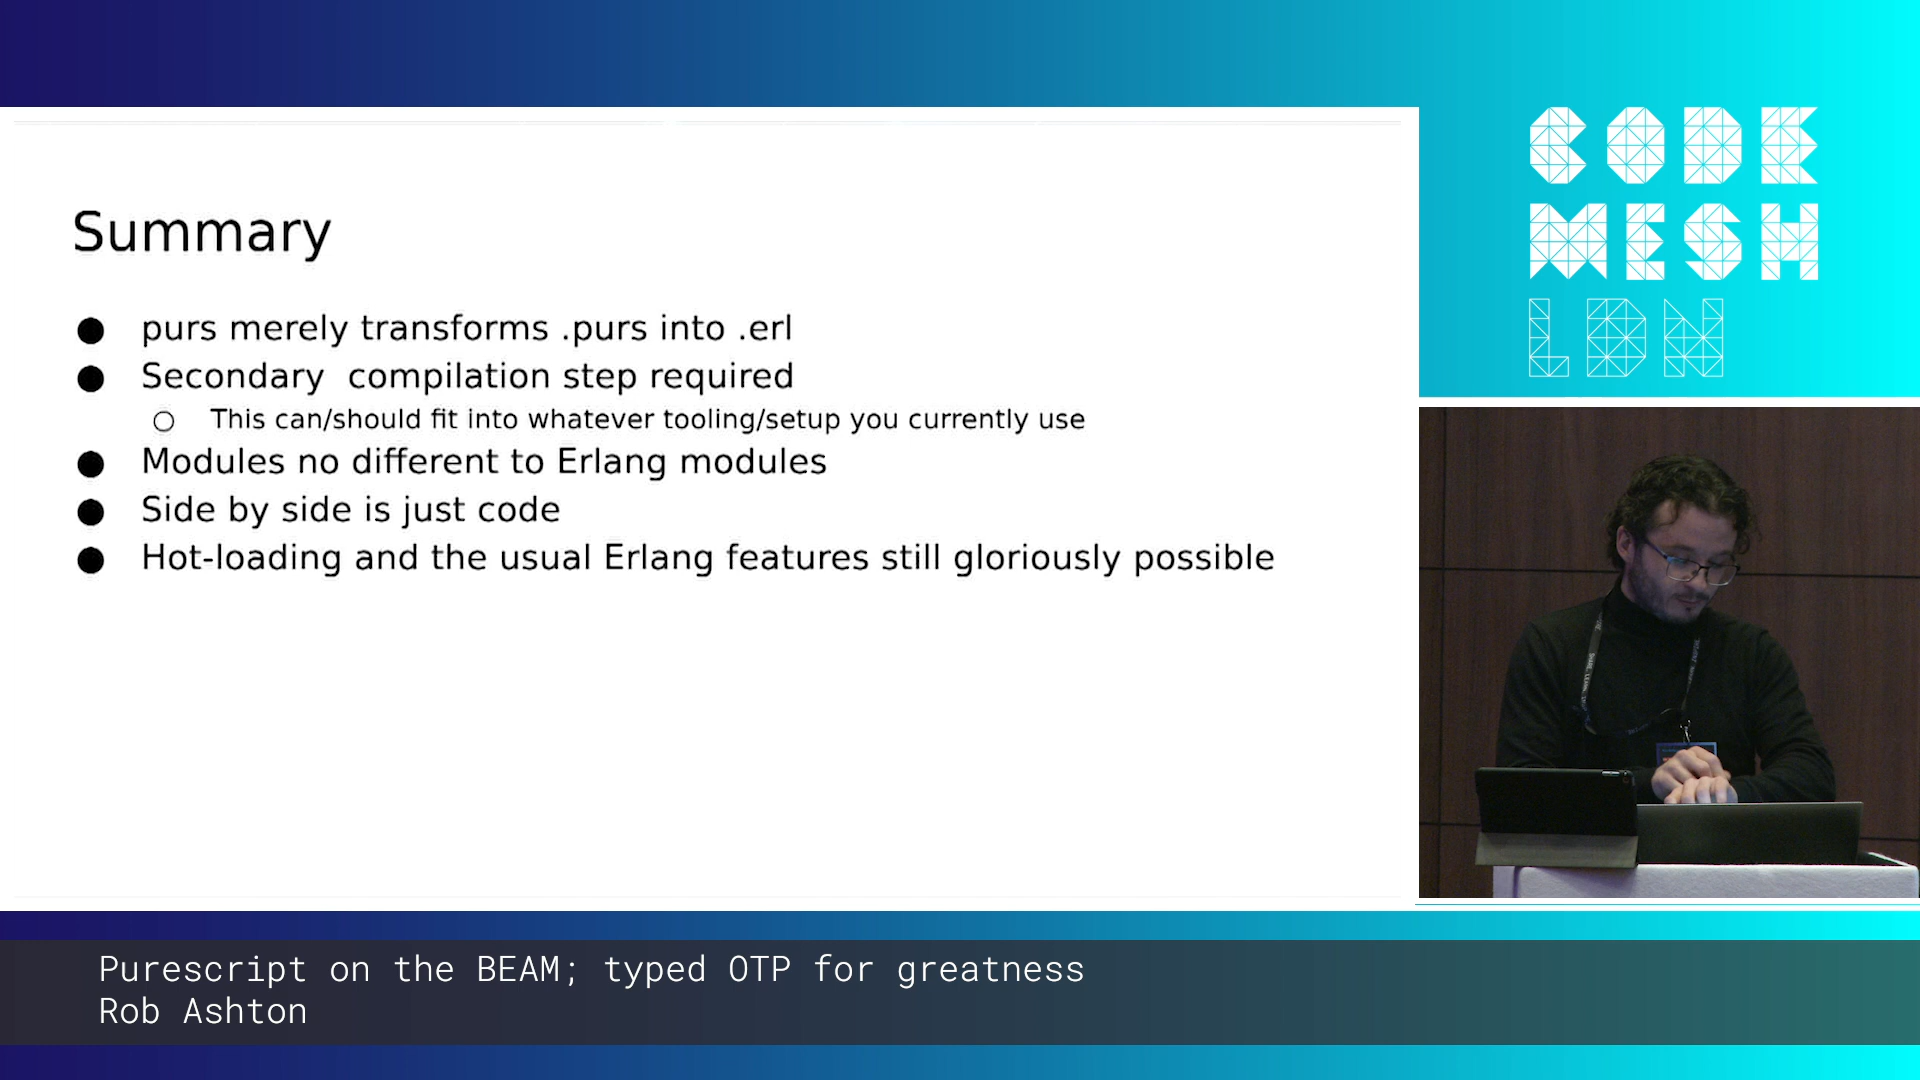 CODE
MESH
LDN
Summary
● purs merely transforms .purs into .erl
● Secondary compilation step required
○ This can/should fit into whatever tooling/setup you currently use
● Modules no different to Erlang modules
● Side by side is just code
● Hot-loading and the usual Erlang features still gloriously possible
Purescript on the BEAM; typed OTP for greatness
Rob Ashton